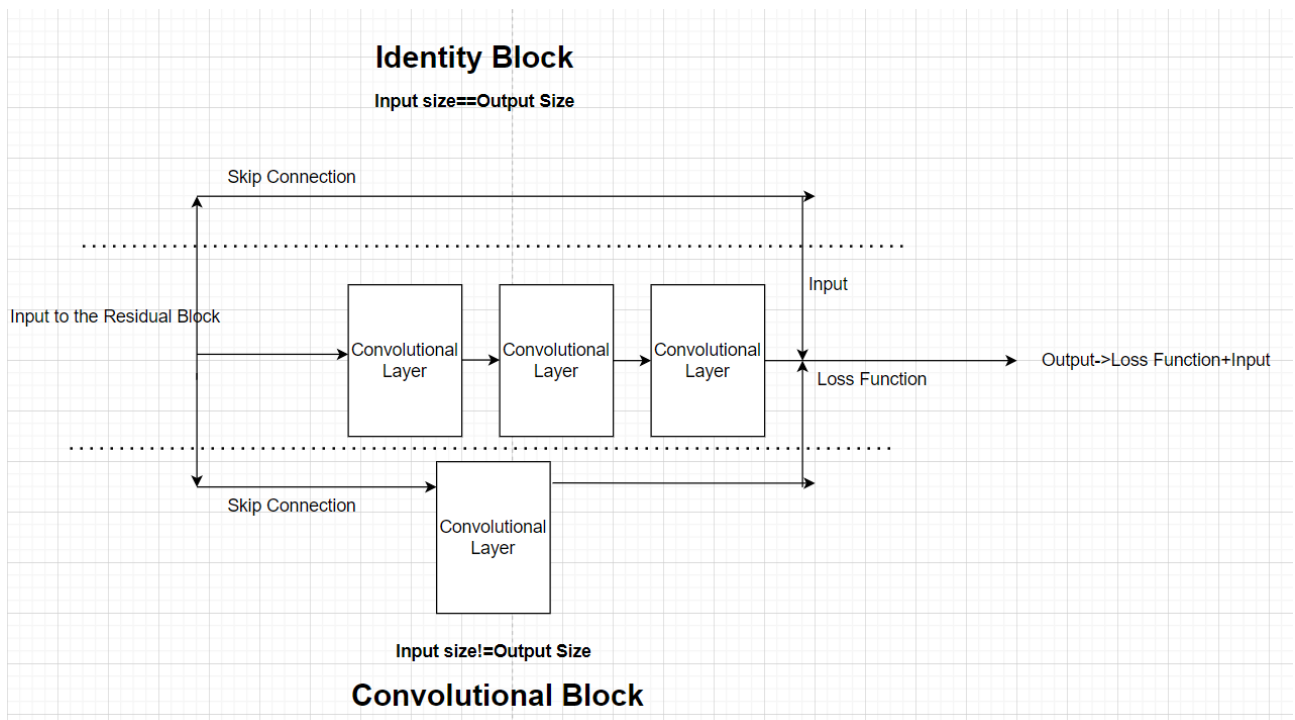 Identity Block
Input size==Output Size
Skip Connection
Input
Input to the Residual Block
Convolutional
Layer
Convolutional
Layer
Convolutional
Layer
Output->Loss Function+Input
Loss Function
Skip Connection
Convolutional
Layer
Input size!=Output Size
Convolutional Block